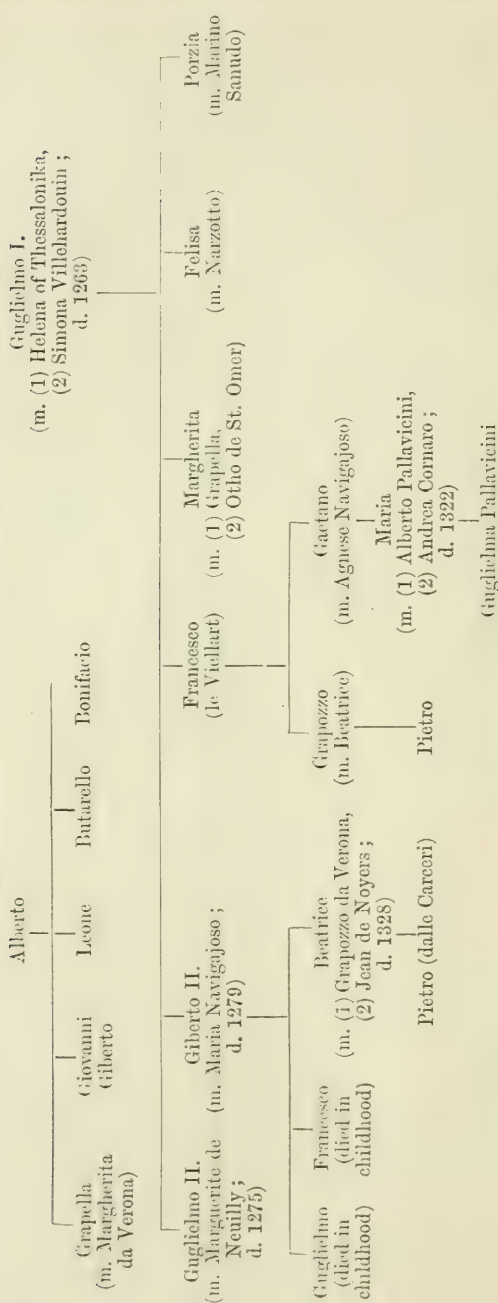 Alberto
Grapella
(m. Margherita
da Verona)
Giovanni
Giberto
Leone
Butarello
Bonifacio
Guglielmo I.
(m. (1) Helena of Thessalonika,
(2) Simona Villehardouin ;
d. 1263)
Guglielmo II.
(m. Marguerite de
Neuilly ;
d. 1275)
Giberto II.
(m. Maria Navigajoso ;
d. 1279)
Francesco
(le Viellart)
Margherita
(m. (1) Grapella,
(2) Otho de St. Omer)
Felisa
(m. Narzotto)
Porzia
(m. Marino
Sanudo)
Guglielmo
(died in
childhood)
Francesco
(died in
childhood)
Beatrice
(m. (1) Grapozzo da Verona,
(2) Jean de Noyers ;
d. 1328)
Pietro (dalle Carceri)
Grapozzo
(m. Beatrice)
Pietro
Gaetano
(m. Agnese Navigajoso)
Maria
(m. (1) Alberto Pallavicini,
(2) Andrea Cornaro ;
d. 1322)
Guglielma Pallavicini